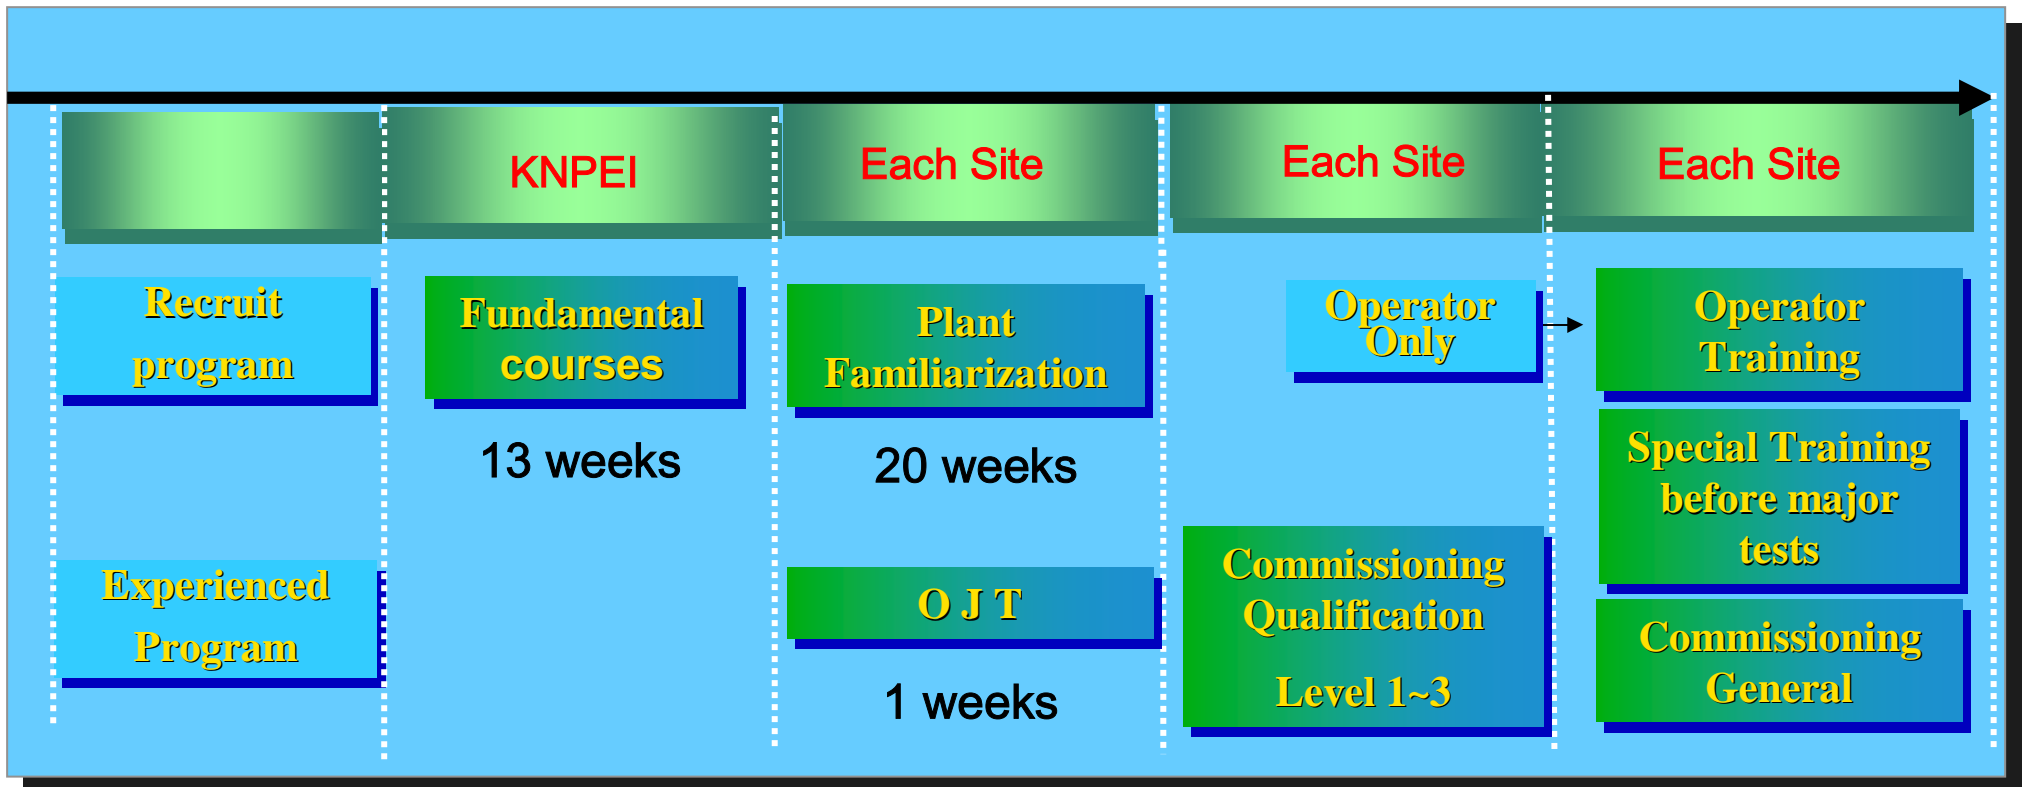 KNPEI
Each Site
Each Site
Each Site
Recruit
program
Fundamental
courses
13 weeks
Plant
Familiarization
20 weeks
Operator
Only
Operator
Training
Special Training
before major
tests
Experienced
Program
O J T
1 weeks
Commissioning
Qualification
Level 1~3
Commissioning
General